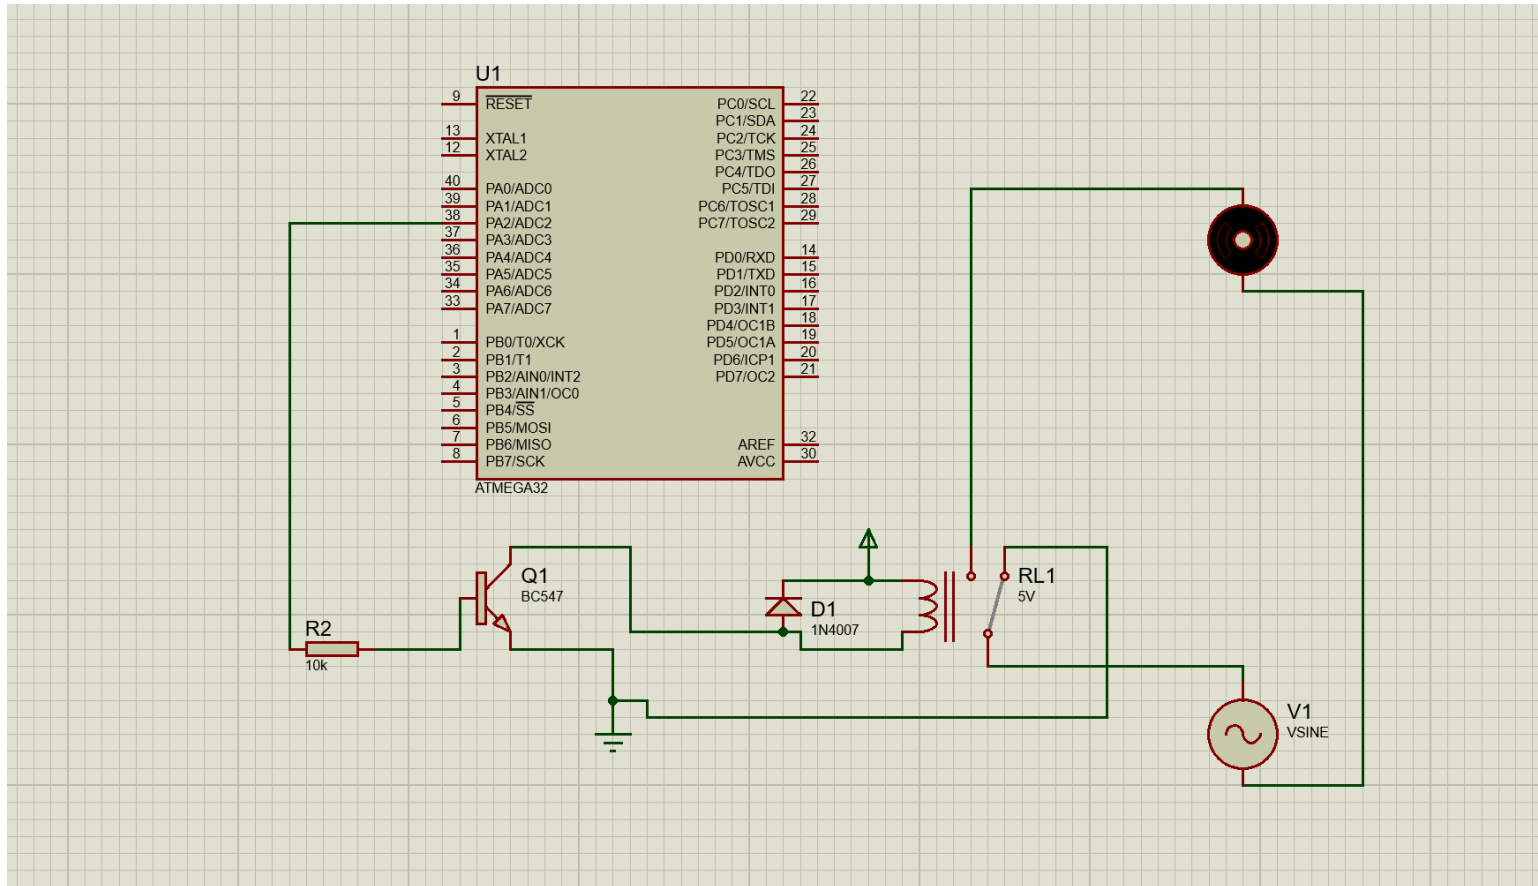 U1
9 RESET
13 XTAL1
12 XTAL2
40 PA0/ADC0
39 PA1/ADC1
38 PA2/ADC2
37 PA3/ADC3
36 PA4/ADC4
35 PA5/ADC5
34 PA6/ADC6
33 PA7/ADC7
1 PB0/T0/XCK
2 PB1/T1
3 PB2/AIN0/INT2
4 PB3/AIN1/OC0
5 PB4/SS
6 PB5/MOSI
7 PB6/MISO
8 PB7/SCK
PC0/SCL 22
PC1/SDA 23
PC2/TCK 24
PC3/TMS 25
PC4/TDO 26
PC5/TDI 27
PC6/TOSC1 28
PC7/TOSC2 29
PD0/RXD 14
PD1/TXD 15
PD2/INT0 16
PD3/INT1 17
PD4/OC1B 18
PD5/OC1A 19
PD6/ICP1 20
PD7/OC2 21
AREF 32
AVCC 30
ATMEGA32
Q1
BC547
R2
10k
D1
1N4007
RL1
5V
V1
VSINE